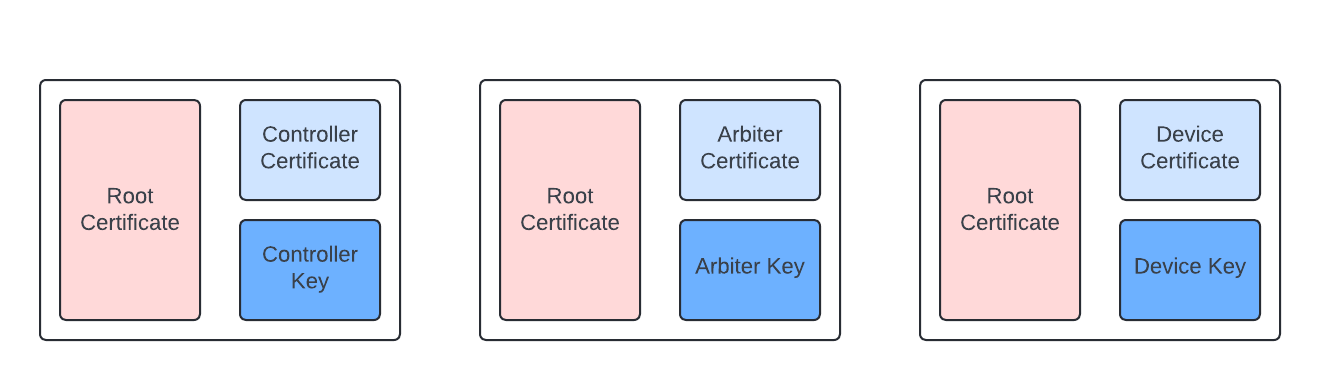 Root
Certificate
Controller
Certificate
Controller
Key
Root
Certificate
Arbiter
Certificate
Arbiter Key
Root
Certificate
Device
Certificate
Device Key